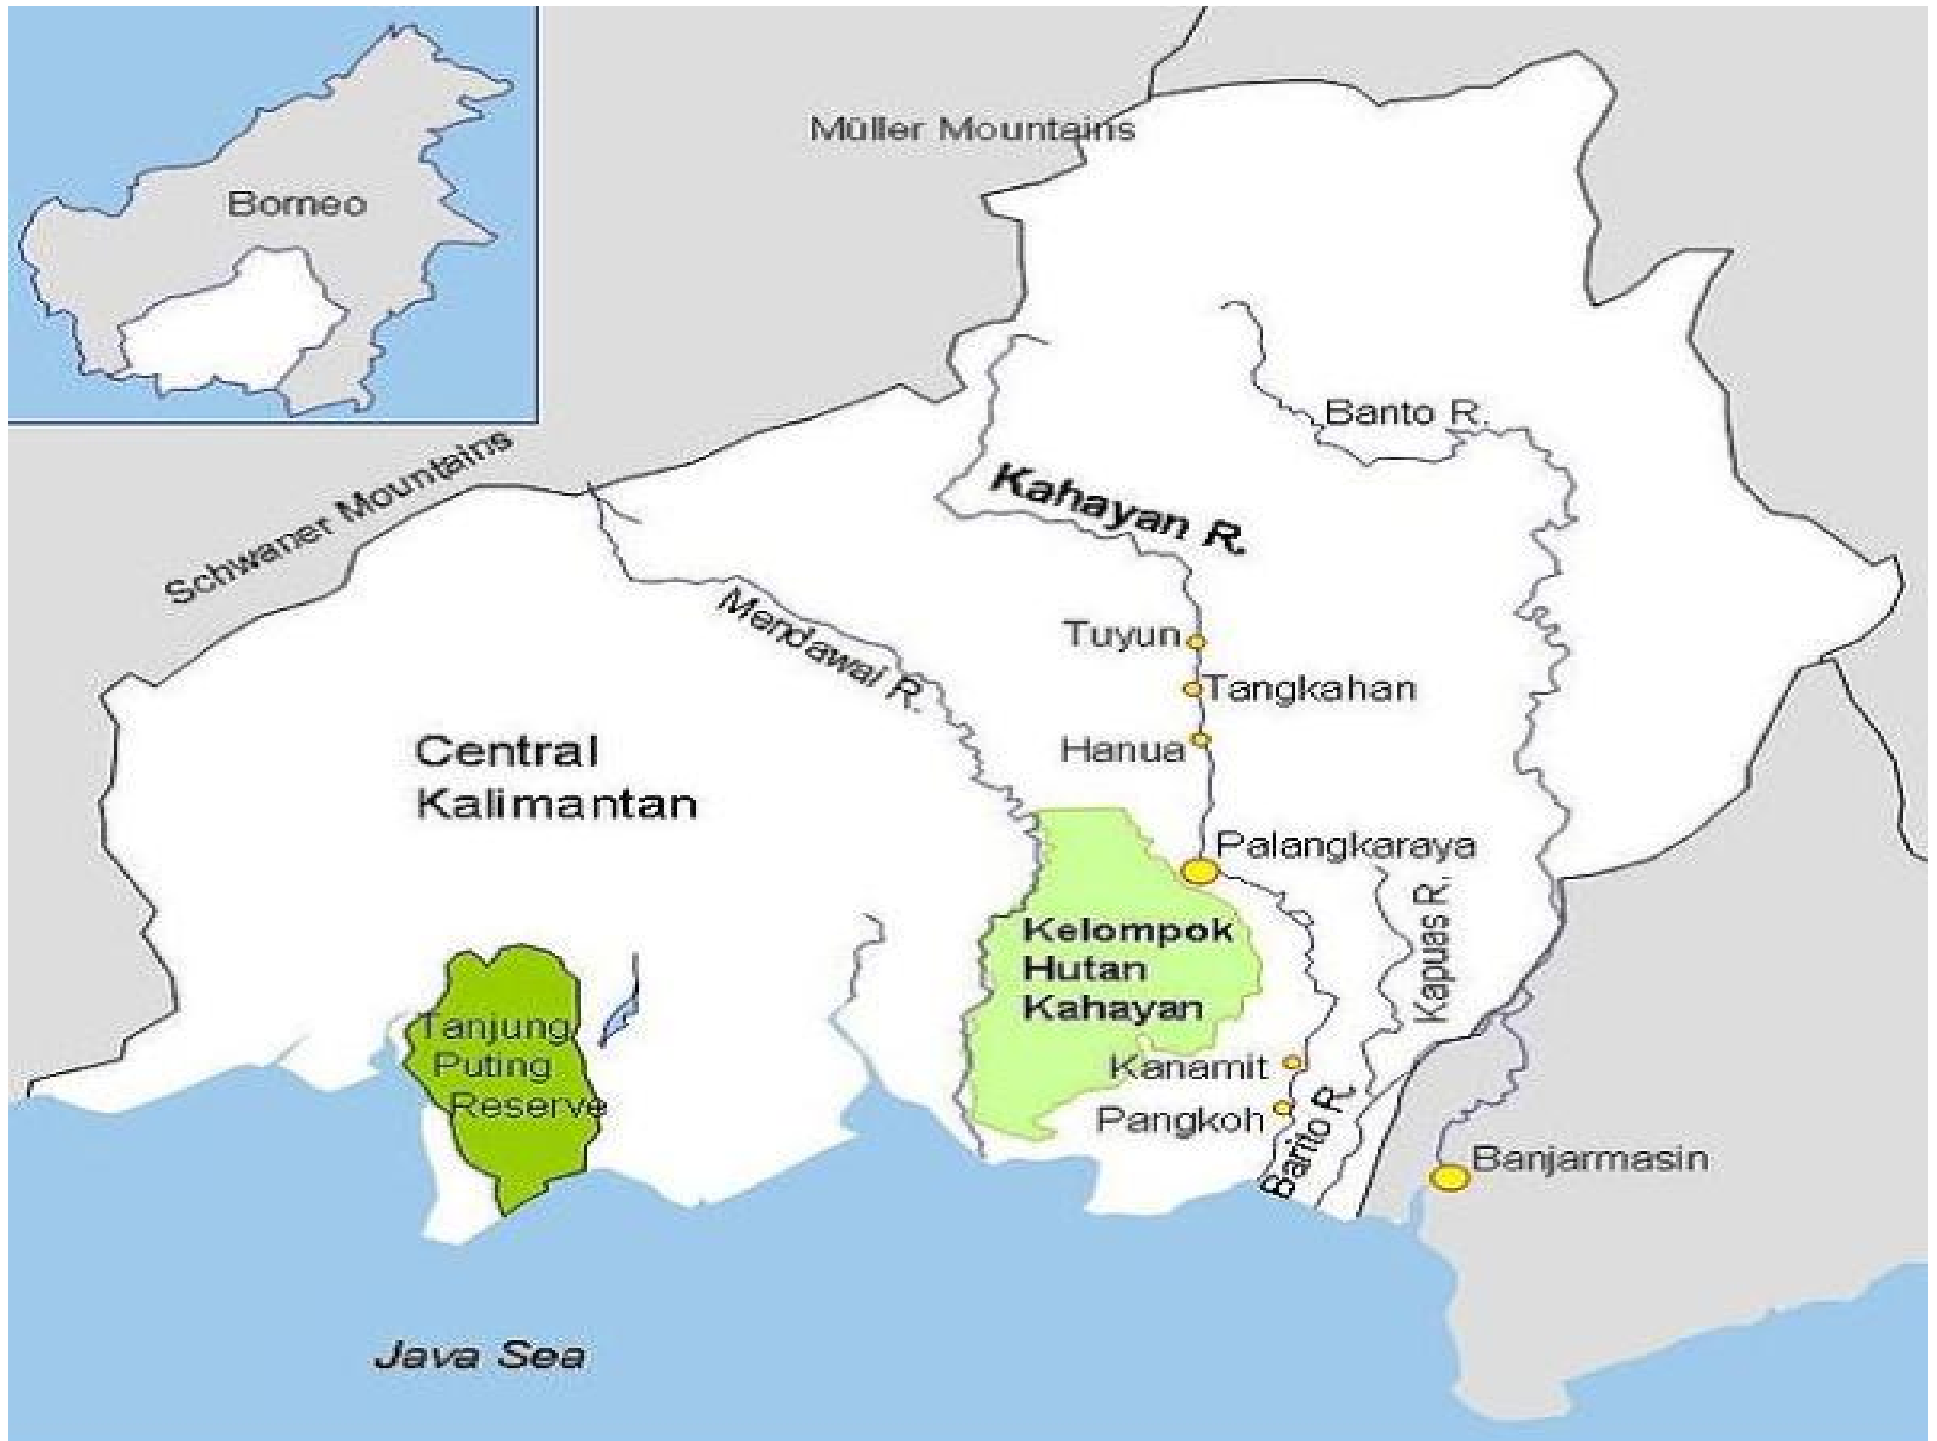 Borneo
Müller Mountains
Schwaner Mountains
Banto R.
Kahayan R.
Mendawai R.
Tuyun
Tangkahan
Hanua
Central
Kalimantan
Palangkaraya
Kapuas R.
Kelompok
Hutan
Kahayan
Tanjung
Puting
Reserve
Kanamit
Pangkoh
Barito R.
Banjarmasin
Java Sea